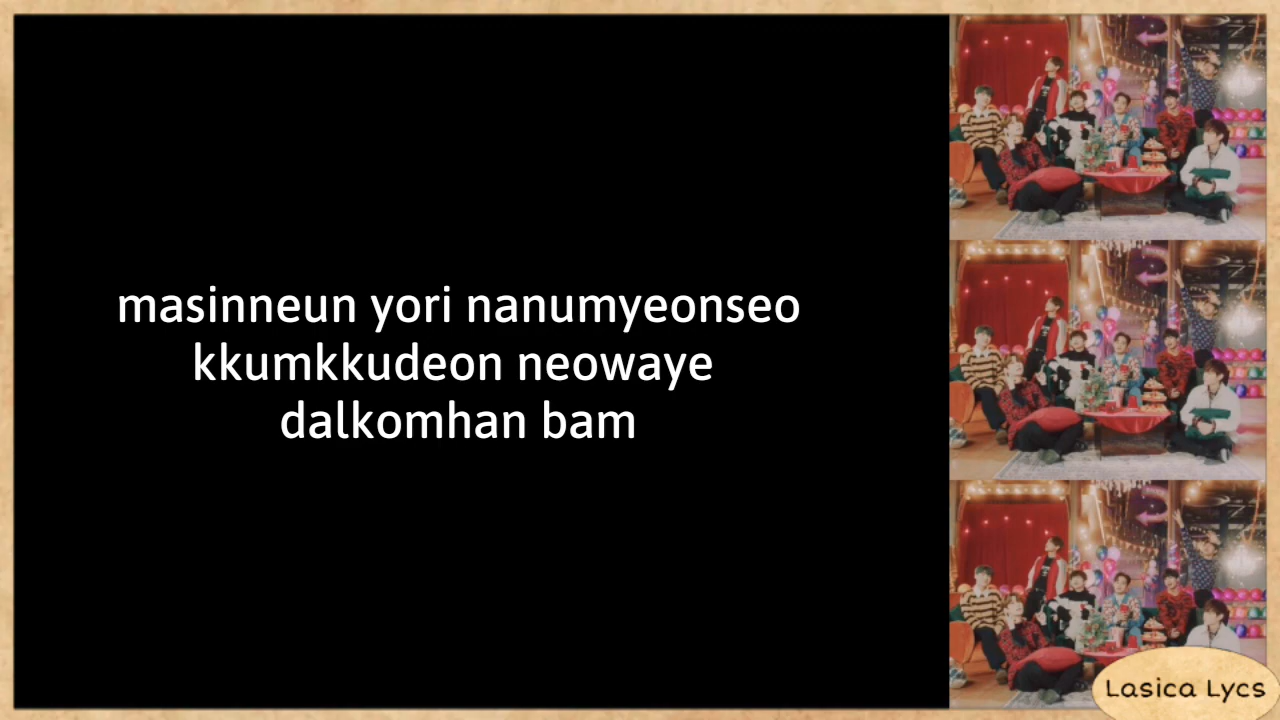 masinneun yori nanumyeonseo
kkumkkudeon neowaye
dalkomhan bam
Lasica Lycs